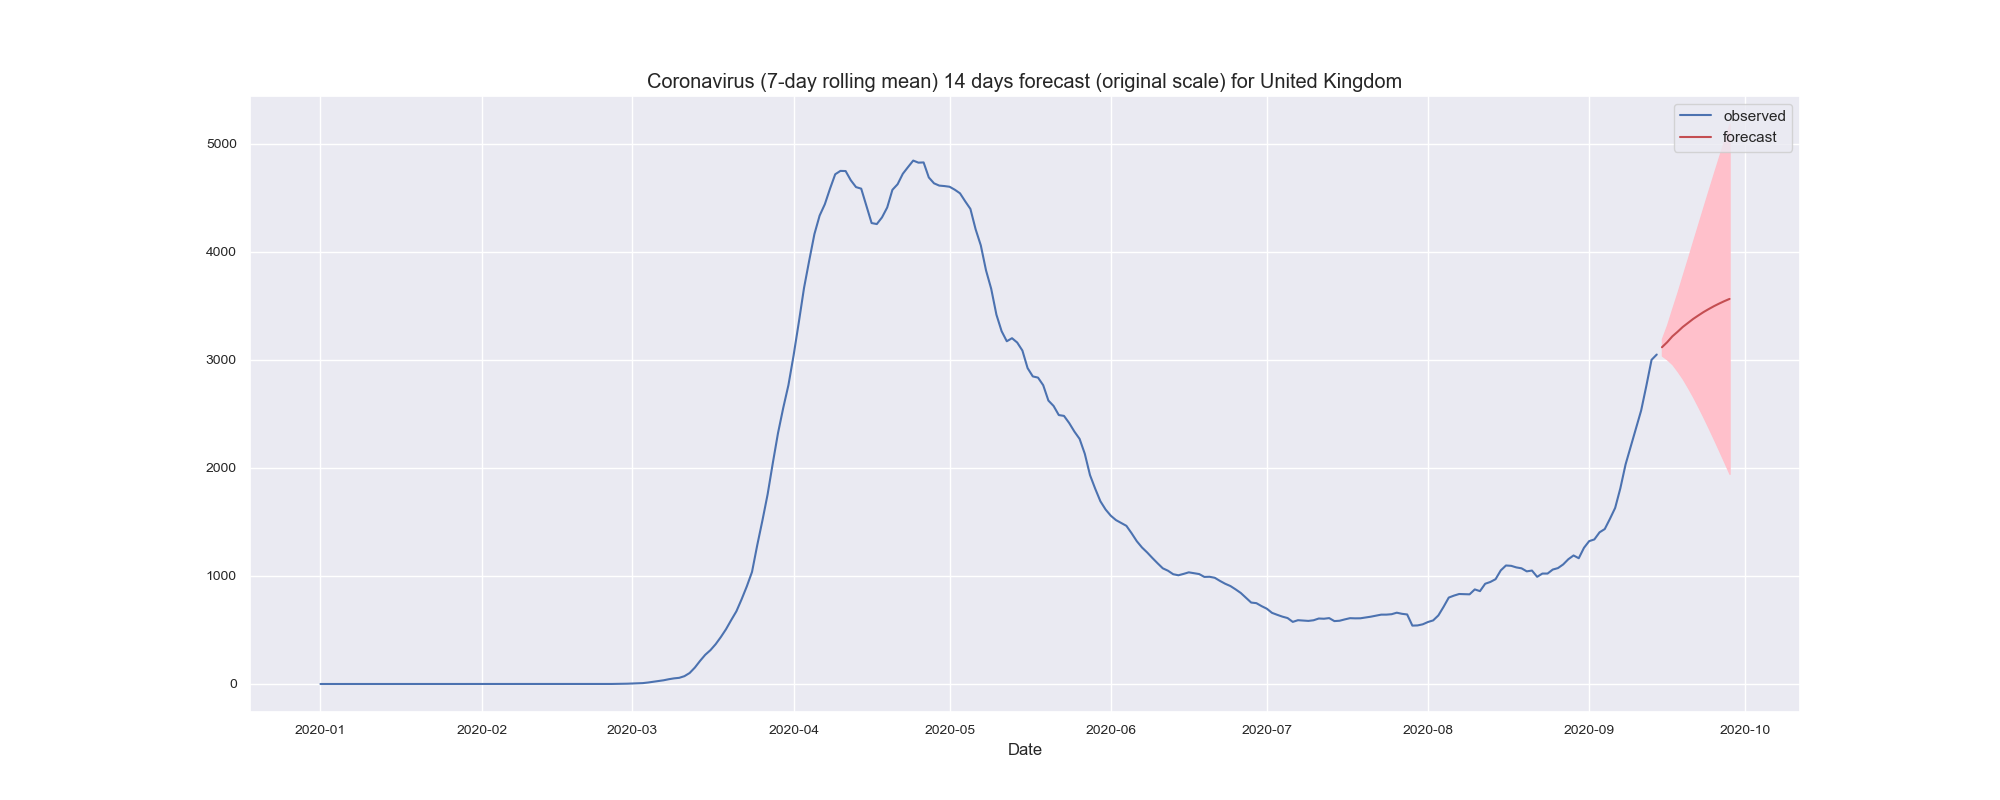 Coronavirus (7-day rolling mean) 14 days forecast (original scale) for United Kingdom
observed
forecast
5000
4000
3000
2000
1000
0
2020-01 2020-02 2020-03 2020-04 2020-05 2020-06 2020-07 2020-08 2020-09 2020-10
Date